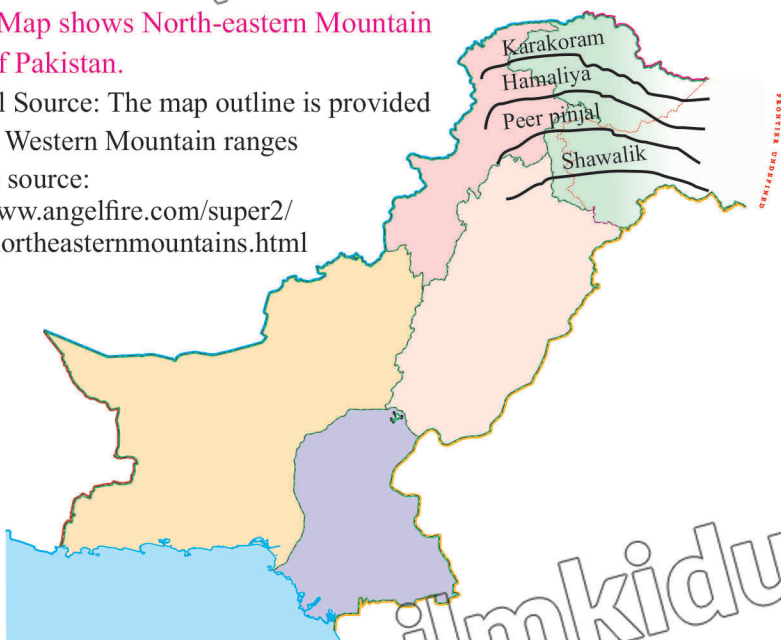 Map shows North-eastern Mountain
f Pakistan.
l Source: The map outline is provided
Western Mountain ranges
source:
ww.angelfire.com/super2/
ortheasternmountains.html
Karakoram
Hamaliya
Peer pinjal
Shawalik
FRONTIER UNDEFINED
ilmkidu